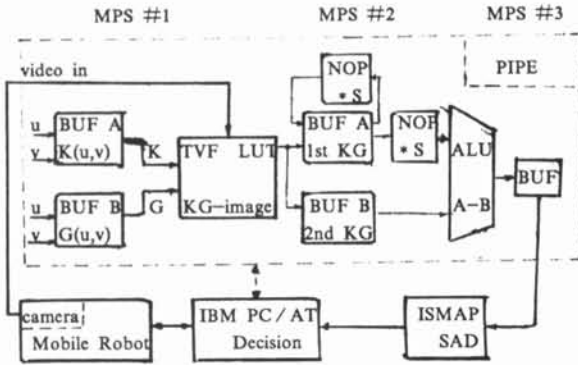 MPS #1 MPS #2 MPS #3
video in
NOP
* S
PIPE
u
v
BUF A
K(u,v)
K
TVF LUT
KG-image
BUF A
1st KG
NOP
* S
ALU
A-B
BUF
u
v
BUF B
G(u,v)
G
BUF B
2nd KG
camera
Mobile Robot
IBM PC/AT
Decision
ISMAP
SAD